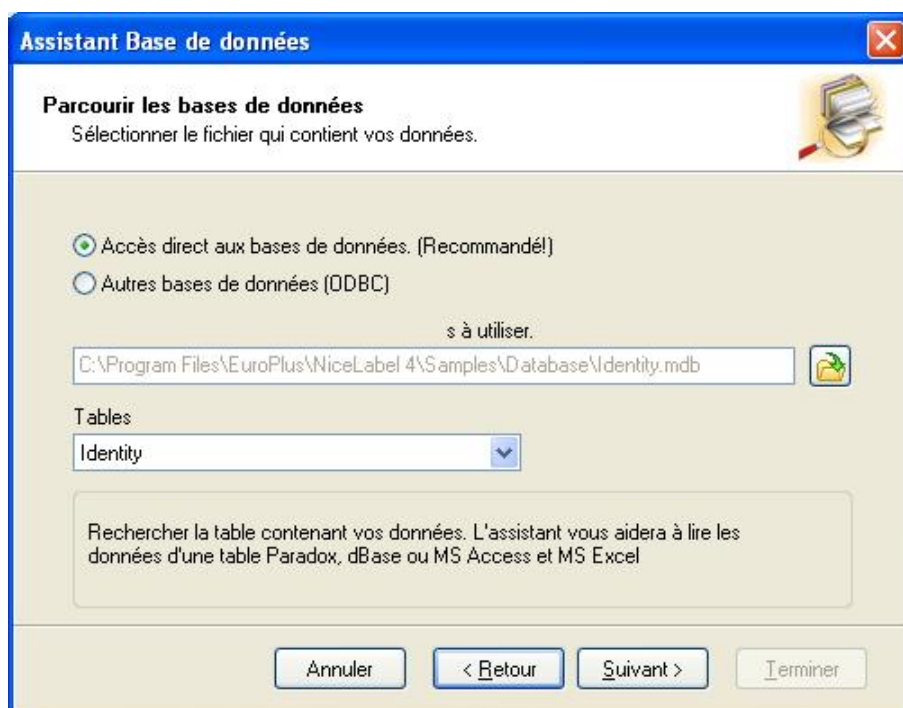 Assistant Base de données
Parcourir les bases de données
Sélectionner le fichier qui contient vos données.
Accès direct aux bases de données. (Recommandé!)
Autres bases de données (ODBC)
s à utiliser.
C:\Program Files\EuroPlus\NiceLabel 4\Samples\Database\Identity.mdb
Tables
Identity
Rechercher la table contenant vos données. L'assistant vous aidera à lire les
données d'une table Paradox, dBase ou MS Access et MS Excel
Annuler
< Retour
Suivant >
Terminer